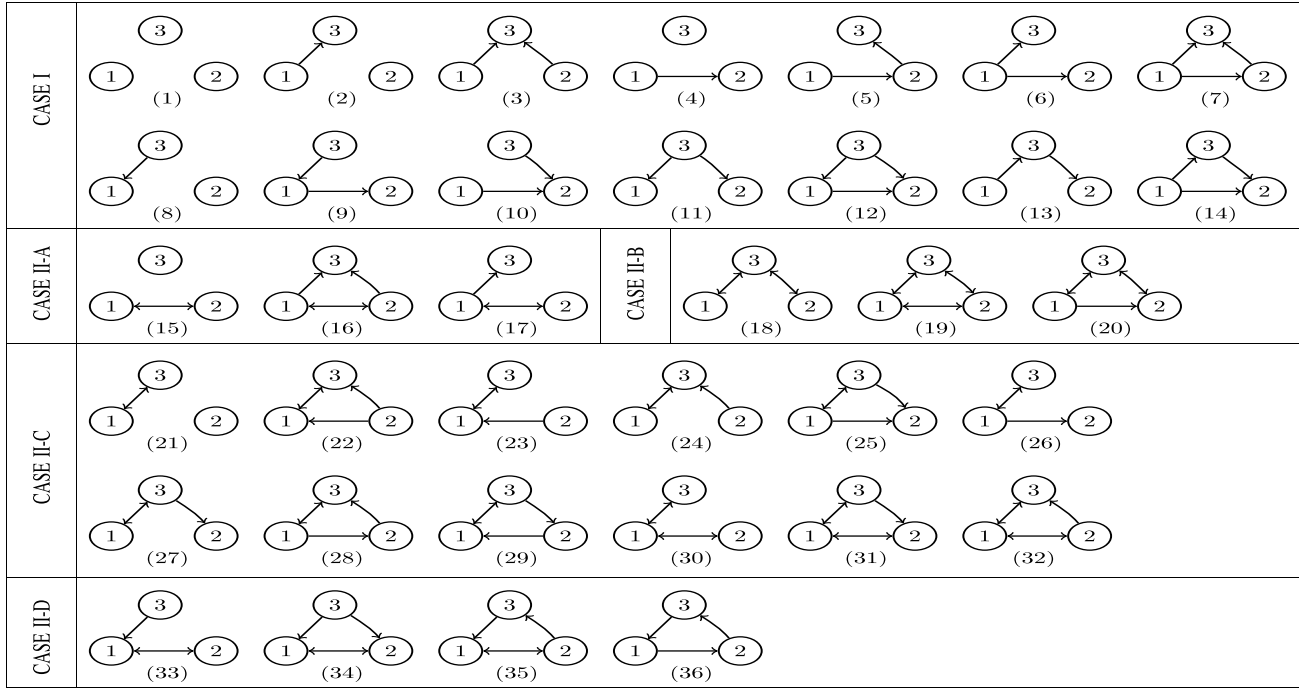 CASE I
3 3 3 3 3 3 3
1 2 1 2 1 2 1 2 1 2 1 2 1 2
(1) (2) (3) (4) (5) (6) (7)
3 3 3 3 3 3 3
1 2 1 2 1 2 1 2 1 2 1 2 1 2
(8) (9) (10) (11) (12) (13) (14)
CASE II-A
3 3 3
1 2 1 2 1 2
(15) (16) (17)
CASE II-B
3 3 3
1 2 1 2 1 2
(18) (19) (20)
CASE II-C
3 3 3 3 3 3
1 2 1 2 1 2 1 2 1 2 1 2
(21) (22) (23) (24) (25) (26)
3 3 3 3 3 3
1 2 1 2 1 2 1 2 1 2 1 2
(27) (28) (29) (30) (31) (32)
CASE II-D
3 3 3 3
1 2 1 2 1 2 1 2
(33) (34) (35) (36)